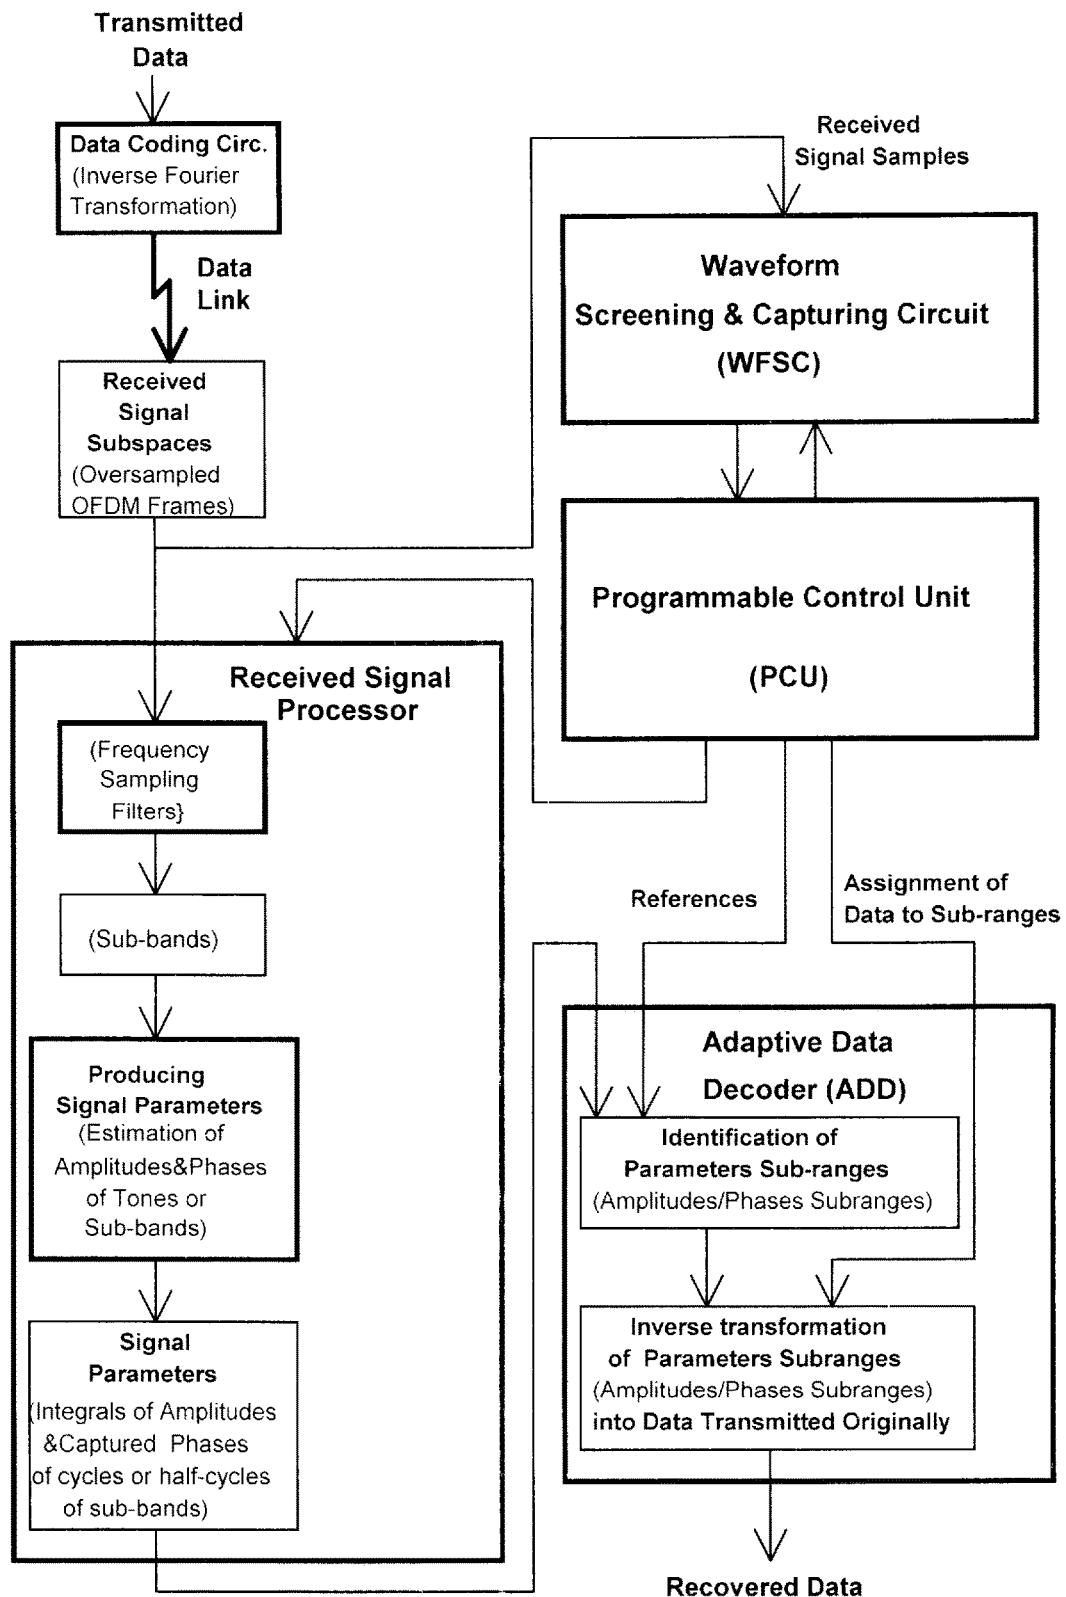 Transmitted
Data
Data Coding Circ.
(Inverse Fourier
Transformation)
Data
Link
Received
Signal
Subspaces
(Oversampled
OFDM Frames)
Received
Signal Samples
Waveform
Screening & Capturing Circuit
(WFSC)
Programmable Control Unit
(PCU)
Received Signal
Processor
(Frequency
Sampling
Filters}
(Sub-bands)
Producing
Signal Parameters
(Estimation of
Amplitudes&Phases
of Tones or
Sub-bands)
Signal
Parameters
(Integrals of Amplitudes
&Captured Phases
of cycles or half-cycles
of sub-bands)
References
Assignment of
Data to Sub-ranges
Adaptive Data
Decoder (ADD)
Identification of
Parameters Sub-ranges
(Amplitudes/Phases Subranges)
Inverse transformation
of Parameters Subranges
(Amplitudes/Phases Subranges)
into Data Transmitted Originally
Recovered Data